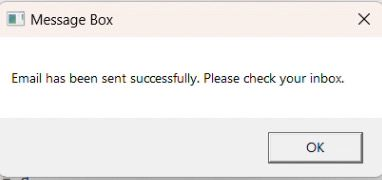 Message Box
Email has been sent successfully. Please check your inbox.
OK